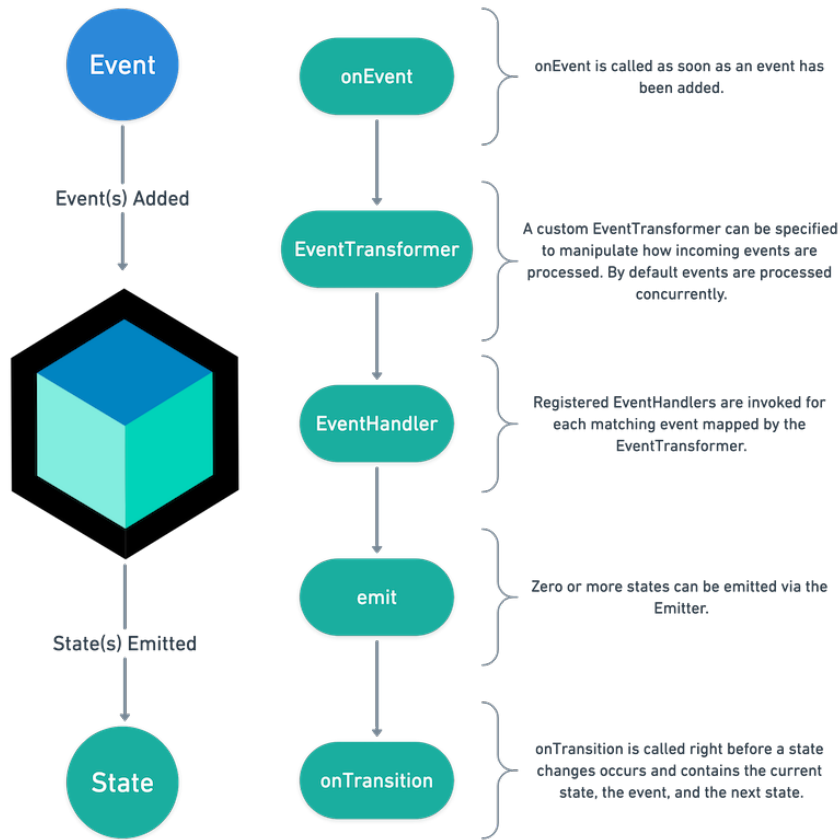 Event
Event(s) Added
State(s) Emitted
State
onEvent
EventTransformer
EventHandler
emit
onTransition
onEvent is called as soon as an event has
been added.
A custom EventTransformer can be specified
to manipulate how incoming events are
processed. By default events are processed
concurrently.
Registered EventHandlers are invoked for
each matching event mapped by the
EventTransformer.
Zero or more states can be emitted via the
Emitter.
onTransition is called right before a state
changes occurs and contains the current
state, the event, and the next state.